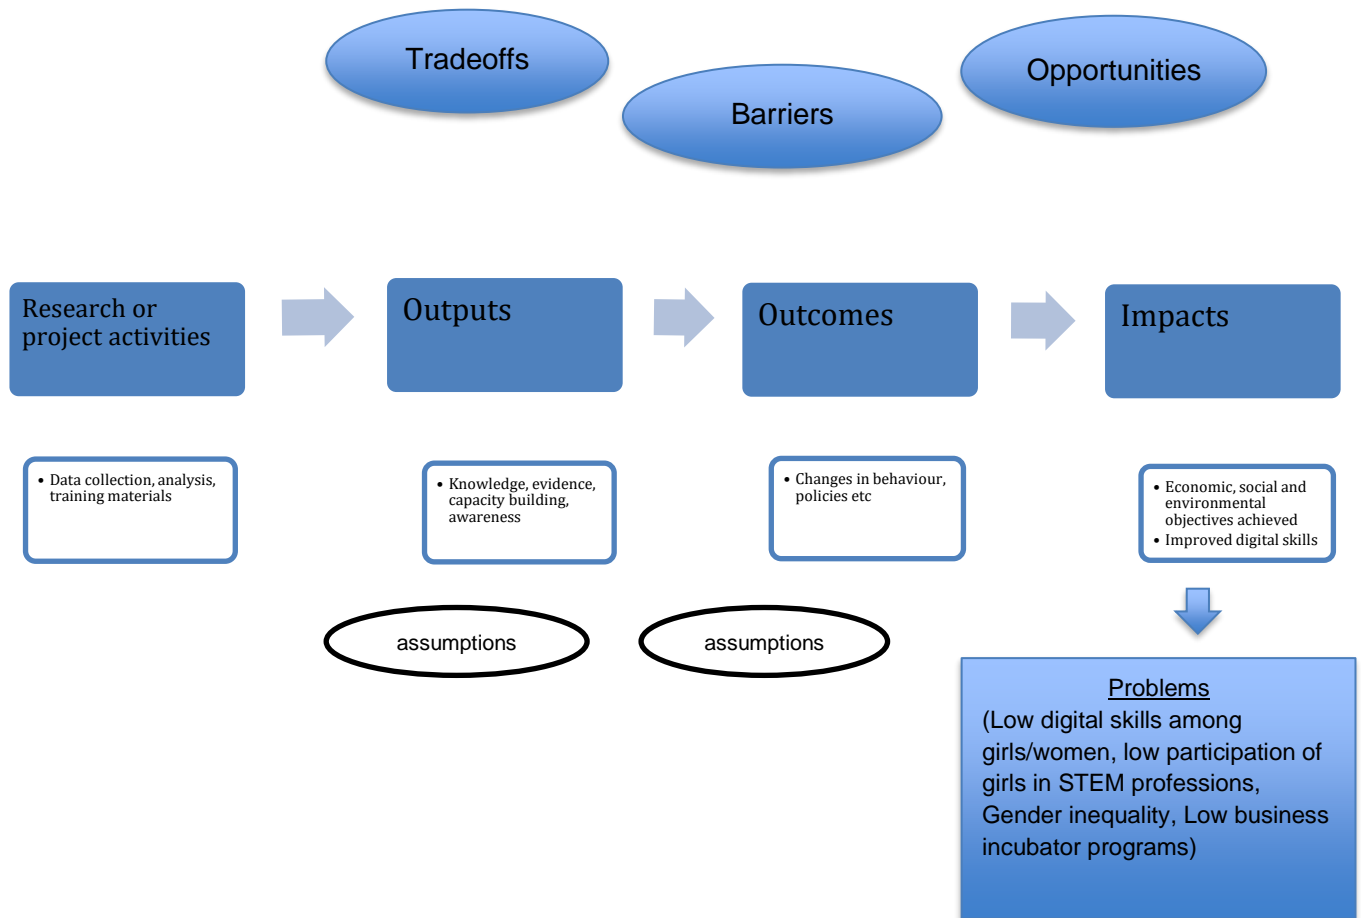 Tradeoffs
Barriers
Opportunities
Research or
project activities
Outputs
Outcomes
Impacts
• Data collection, analysis,
training materials
• Knowledge, evidence,
capacity building,
awareness
• Changes in behaviour,
policies etc
• Economic, social and
environmental
objectives achieved
• Improved digital skills
assumptions
assumptions
Problems
(Low digital skills among
girls/women, low participation of
girls in STEM professions,
Gender inequality, Low business
incubator programs)